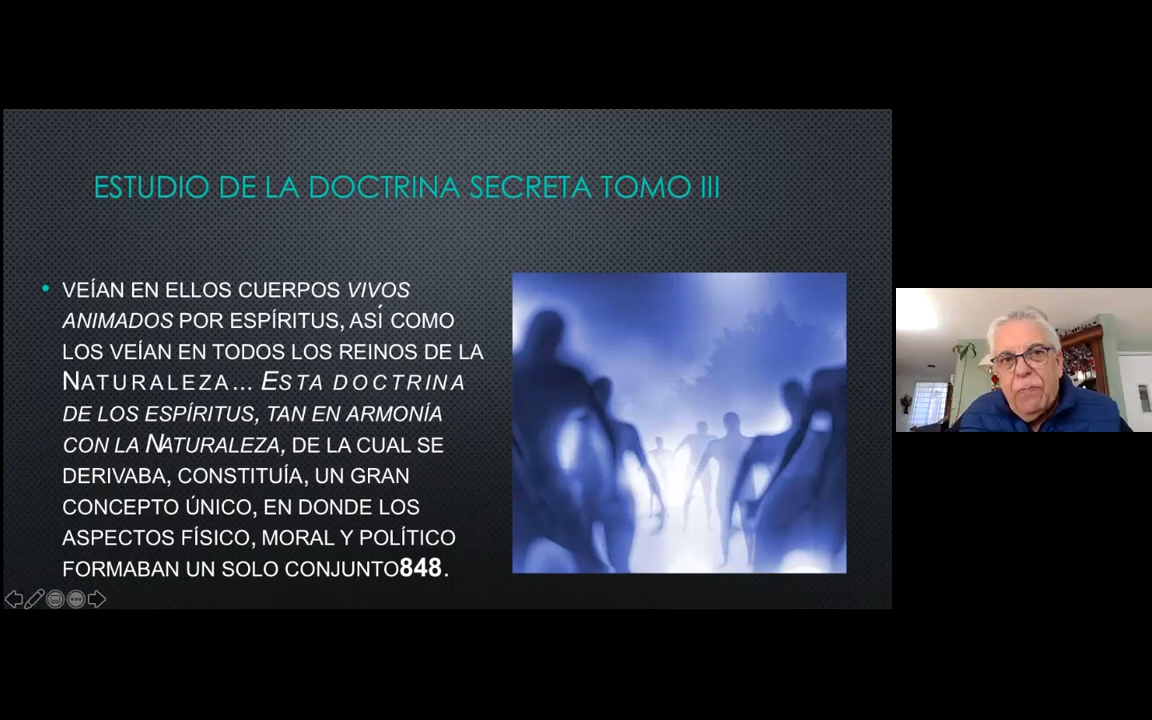 ESTUDIO DE LA DOCTRINA SECRETA TOMO III
• VEÍAN EN ELLOS CUERPOS VIVOS
ANIMADOS POR ESPÍRITUS, ASÍ COMO
LOS VEÍAN EN TODOS LOS REINOS DE LA
NATURALEZA... ESTA DOCTRINA
DE LOS ESPÍRITUS, TAN EN ARMONÍA
CON LA NATURALEZA, DE LA CUAL SE
DERIVABA, CONSTITUÍA, UN GRAN
CONCEPTO ÚNICO, EN DONDE LOS
ASPECTOS FÍSICO, MORAL Y POLÍTICO
FORMABAN UN SOLO CONJUNTO848.